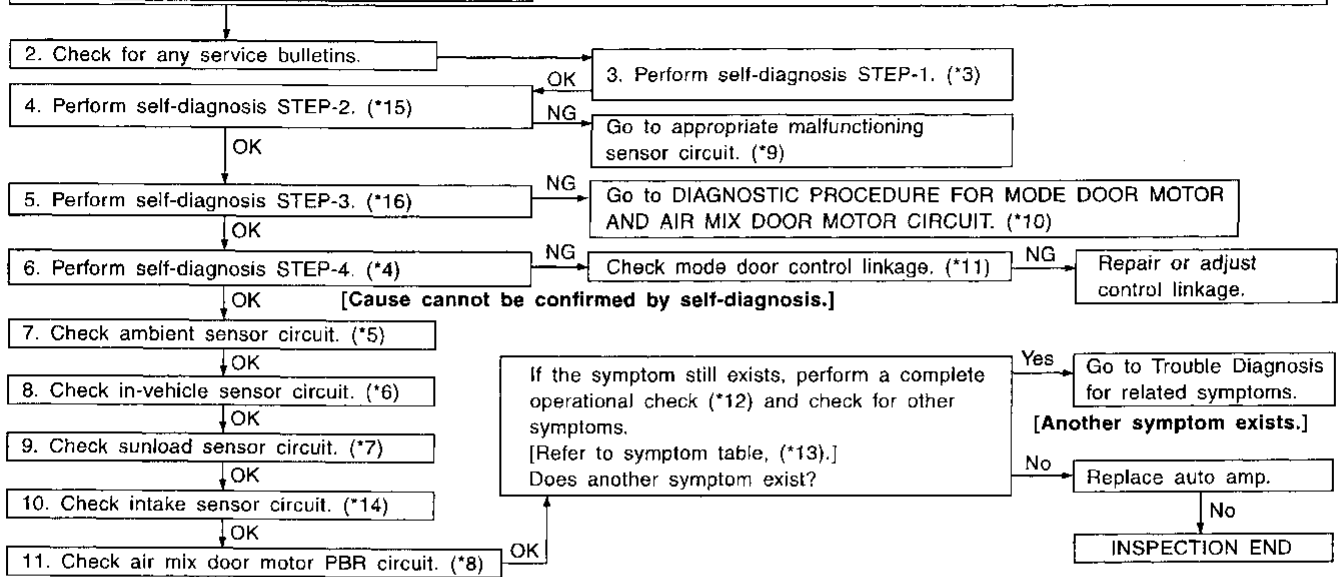 2. Check for any service bulletins.
3. Perform self-diagnosis STEP-1. (*3)
OK
4. Perform self-diagnosis STEP-2. (*15)
NG
Go to appropriate malfunctioning
sensor circuit. (*9)
OK
5. Perform self-diagnosis STEP-3. (*16)
NG
Go to DIAGNOSTIC PROCEDURE FOR MODE DOOR MOTOR
AND AIR MIX DOOR MOTOR CIRCUIT. (*10)
OK
6. Perform self-diagnosis STEP-4. (*4)
NG
Check mode door control linkage. (*11)
NG
Repair or adjust
control linkage.
OK
[Cause cannot be confirmed by self-diagnosis.]
7. Check ambient sensor circuit. (*5)
OK
8. Check in-vehicle sensor circuit. (*6)
OK
9. Check sunload sensor circuit. (*7)
OK
10. Check intake sensor circuit. (*14)
OK
11. Check air mix door motor PBR circuit. (*8)
OK
If the symptom still exists, perform a complete
operational check (*12) and check for other
symptoms.
[Refer to symptom table, (*13).]
Does another symptom exist?
Yes
Go to Trouble Diagnosis
for related symptoms.
[Another symptom exists.]
No
Replace auto amp.
No
INSPECTION END